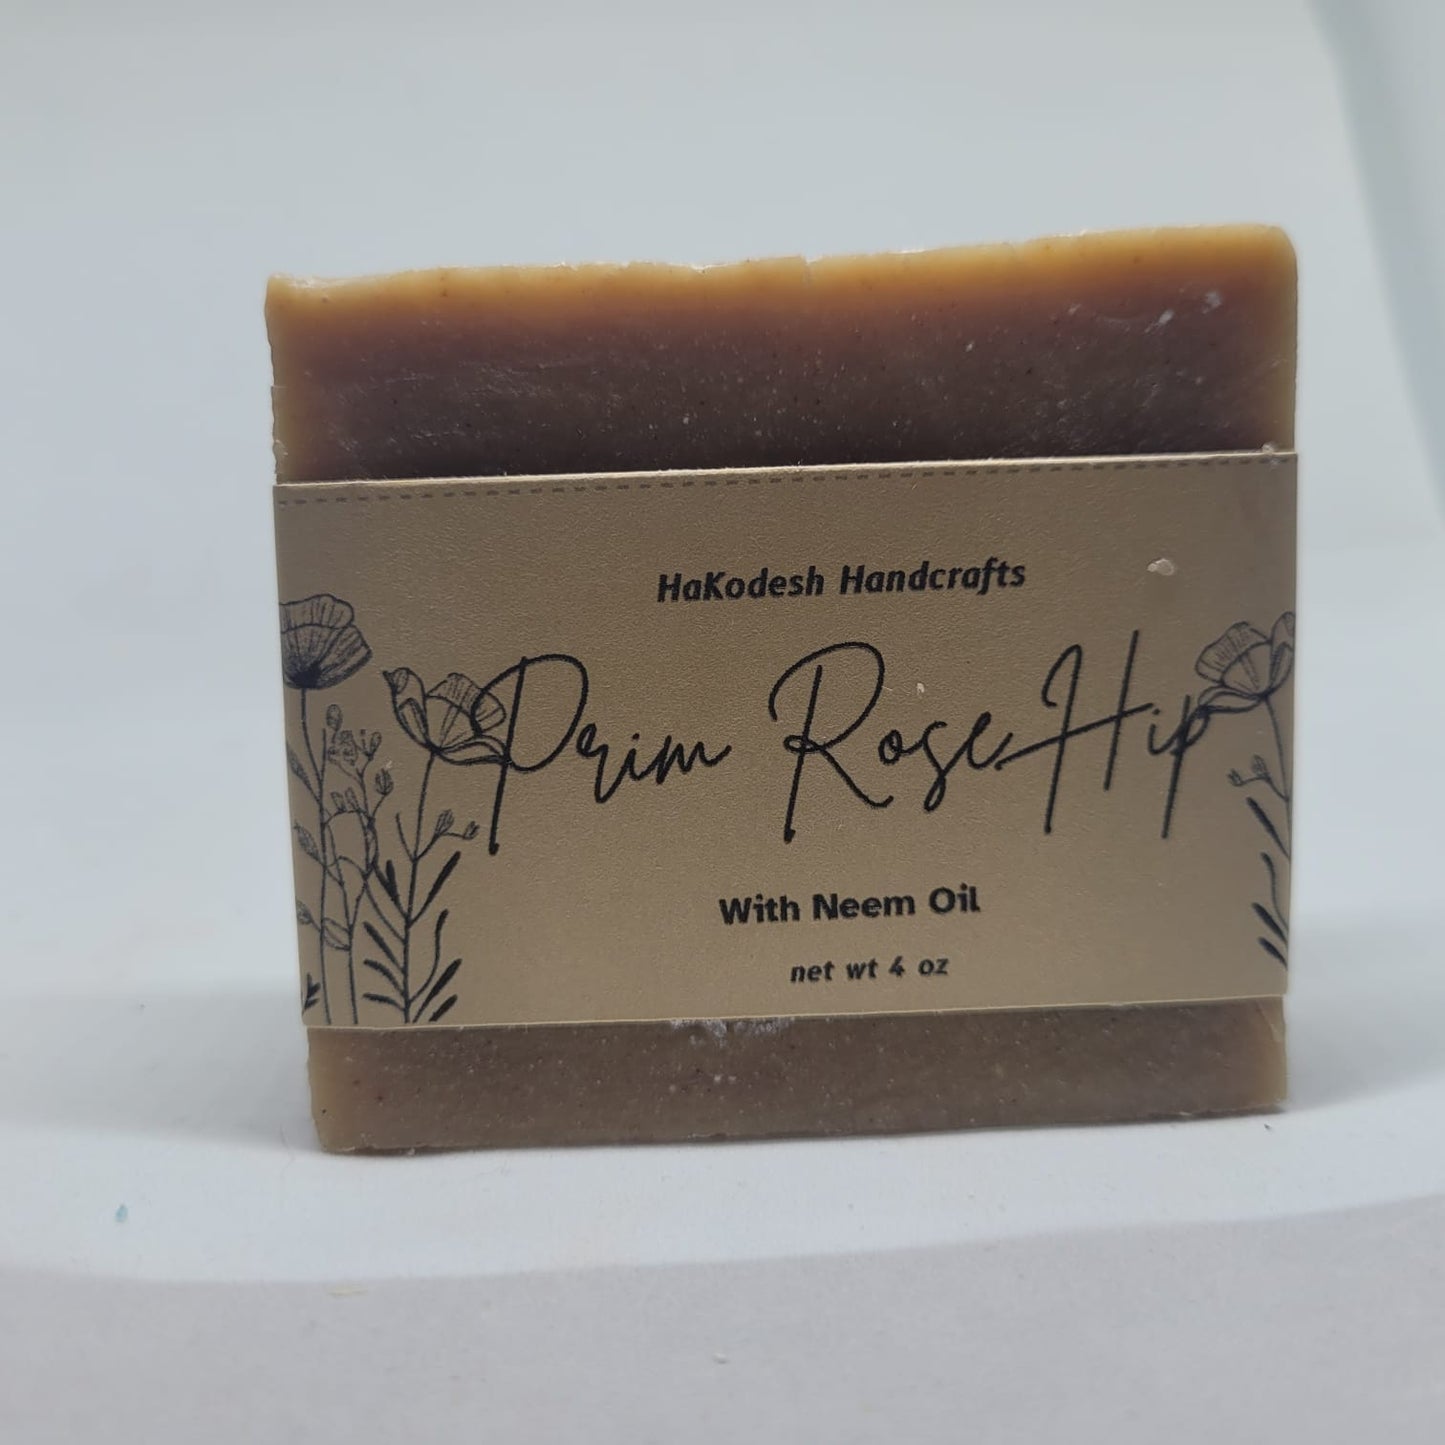 HaKodesh Handcrafts
Prim Rose Hip
With Neem Oil
net wt 4 oz